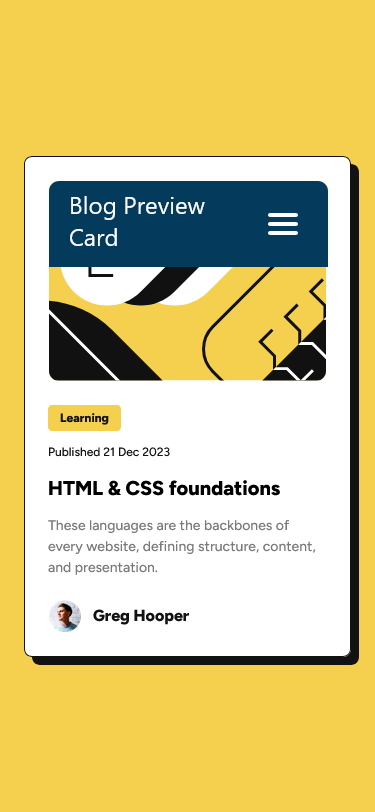 Blog Preview
Card
Learning
Published 21 Dec 2023
HTML & CSS foundations
These languages are the backbones of
every website, defining structure, content,
and presentation.
Greg Hooper